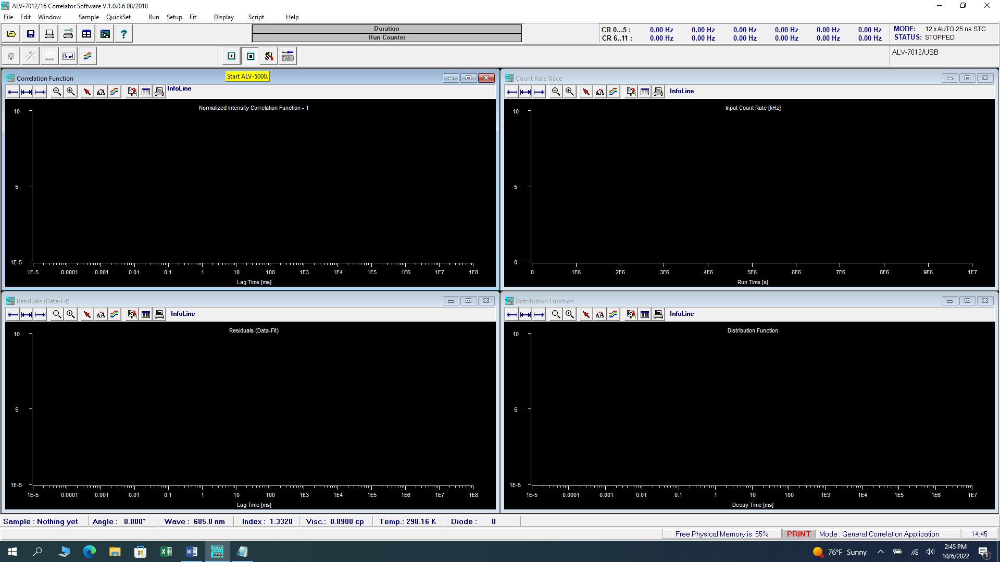 ALV-7012/16 Correlator Software V.1.0.0.6 08/2018
File Edit Window Sample QuickSet Run Setup Fit Display Script Help
Duration
Run Counter
CR 0...5 : 0.00 Hz 0.00 Hz 0.00 Hz 0.00 Hz 0.00 Hz 0.00 Hz
CR 6..11 : 0.00 Hz 0.00 Hz 0.00 Hz 0.00 Hz 0.00 Hz 0.00 Hz
MODE: 12 x AUTO 25 ns STC
STATUS: STOPPED
Panel
ALV-7012/USB
Correlation Function
Start ALV-5000.
InfoLine
Normalized Intensity Correlation Function - 1
10
5
1E-5
1E-5 0.0001 0.001 0.01 0.1 1 10 100 1E3 1E4 1E5 1E6 1E7 1E8
Lag Time [ms]
Count Rate Trace
InfoLine
Input Count Rate [kHz]
10
5
0
0 1E6 2E6 3E6 4E6 5E6 6E6 7E6 8E6 9E6 1E7
Run Time [s]
Residuals (Data-Fit)
InfoLine
Residuals (Data-Fit)
10
5
1E-5
1E-5 0.0001 0.001 0.01 0.1 1 10 100 1E3 1E4 1E5 1E6 1E7 1E8
Lag Time [ms]
Distribution Function
InfoLine
Distribution Function
10
5
1E-5
1E-5 0.0001 0.001 0.01 0.1 1 10 100 1E3 1E4 1E5 1E6 1E7
Decay Time [ms]
Sample : Nothing yet Angle : 0.000° Wave : 685.0 nm Index : 1.3320 Visc.: 0.8900 cp Temp.: 298.16 K Diode : 0
Free Physical Memory is 55% PRINT Mode : General Correlation Application 14:45
76°F Sunny
2:45 PM
10/6/2022
1